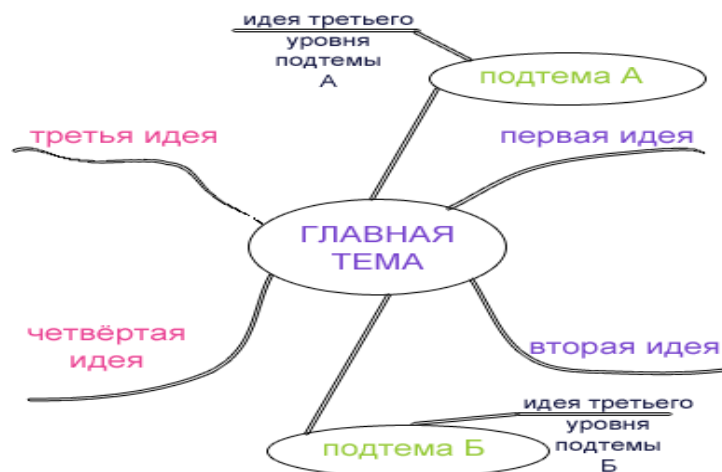 идея третьего
уровня
подтемы
А
подтема А
третья идея
первая идея
ГЛАВНАЯ
ТЕМА
четвёртая
идея
вторая идея
идея третьего
уровня
подтемы
Б
подтема Б